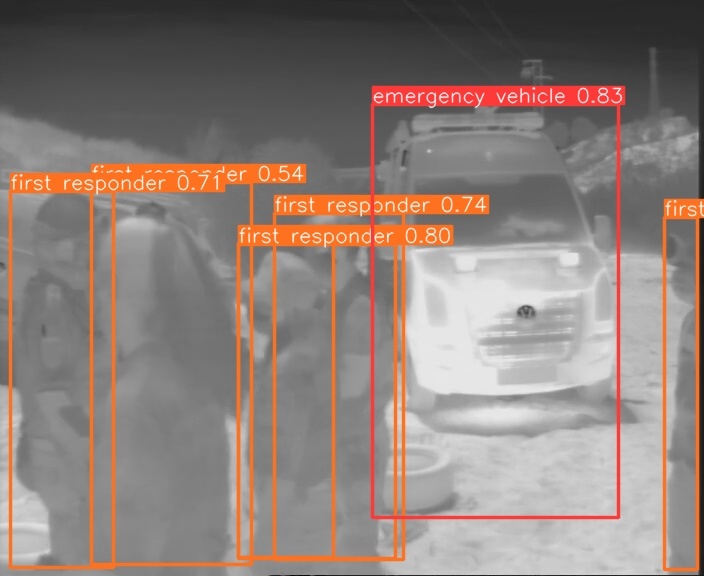 emergency vehicle 0.83
first responder 0.54
first responder 0.71
first responder 0.74
first
first responder 0.80